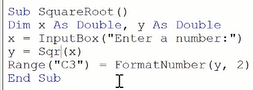 Sub SquareRoot()
Dim x As Double, y As Double
x = InputBox("Enter a number:")
y = Sqr(x)
Range("C3") = FormatNumber(y, 2)
End Sub